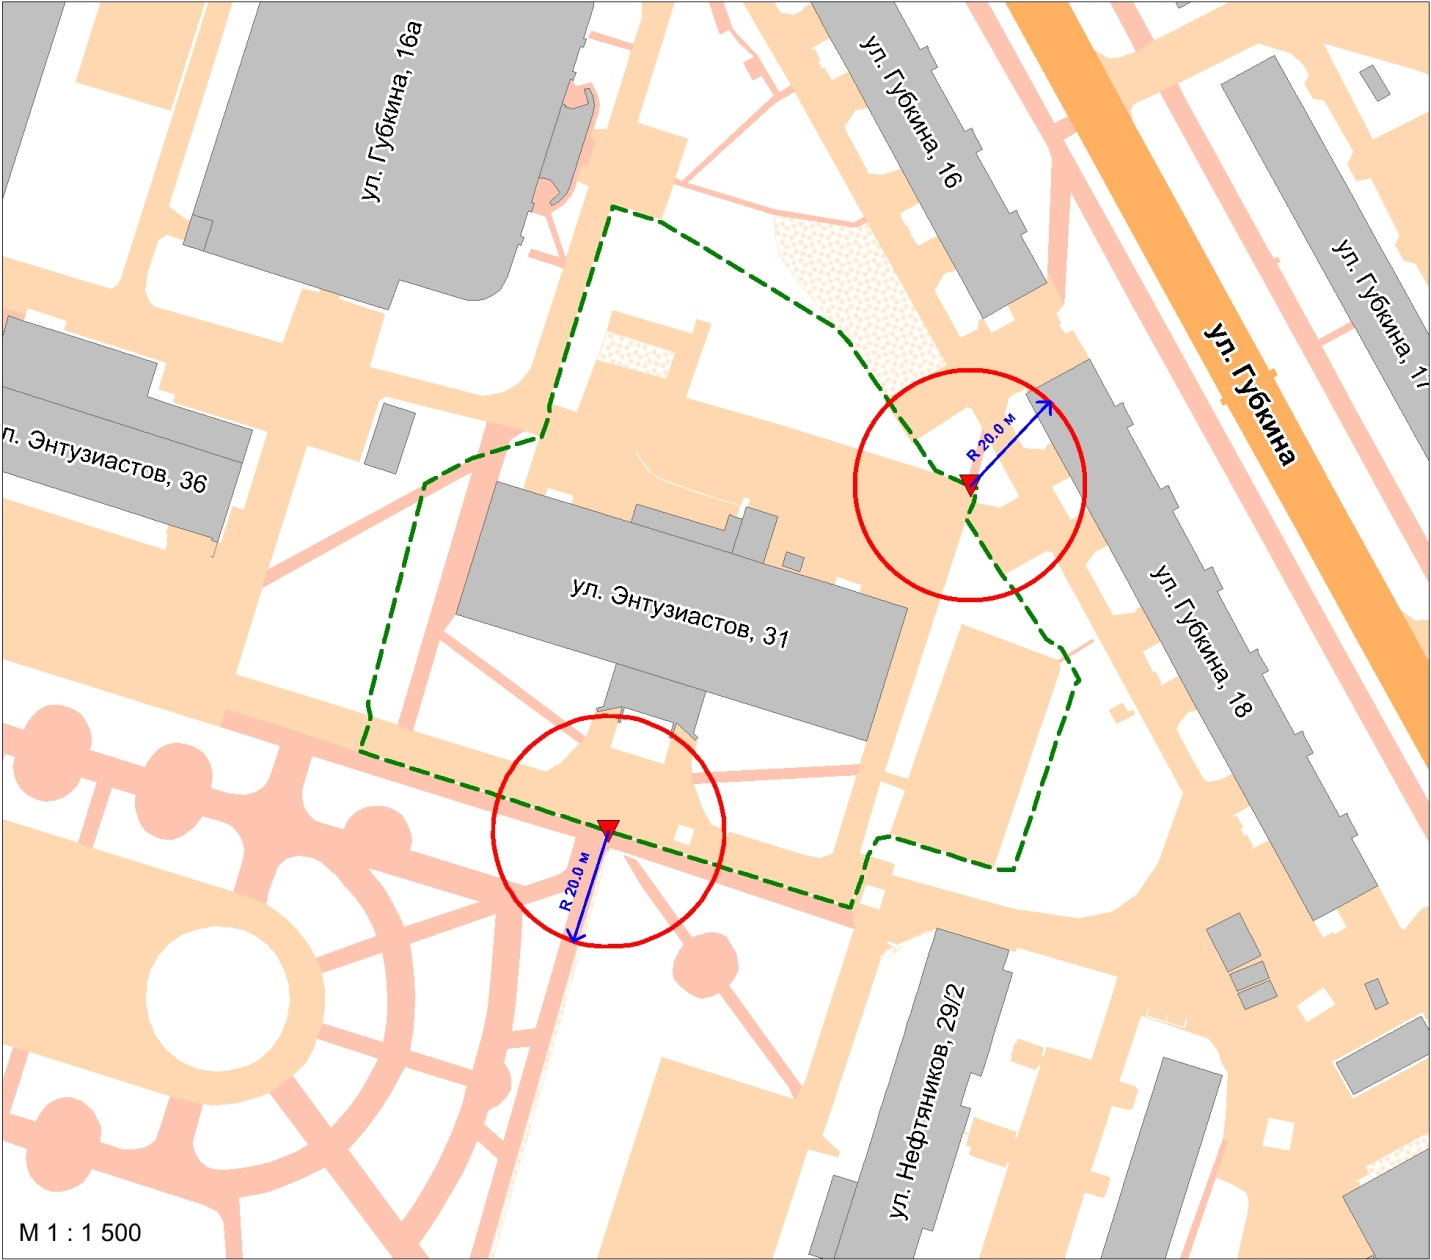 ул. Губкина, 16а
ул. Губкина, 16
ул. Губкина, 17
ул. Губкина
R 20.0 м
л. Энтузиастов, 36
ул. Энтузиастов, 31
ул. Губкина, 18
R 20.0 м
ул. Нефтяников, 29/2
М 1 : 1 500